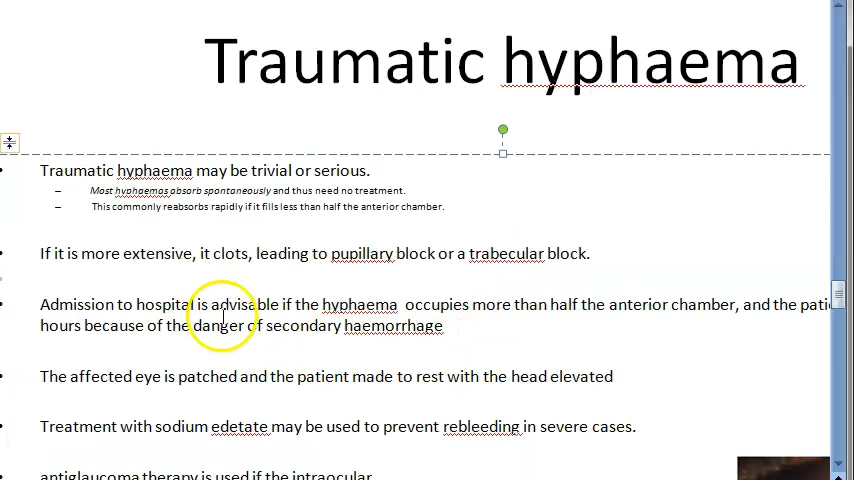 Traumatic hyphaema
• Traumatic hyphaema may be trivial or serious.
– Most hyphaemas absorb spontaneously and thus need no treatment.
– This commonly reabsorbs rapidly if it fills less than half the anterior chamber.
• If it is more extensive, it clots, leading to pupillary block or a trabecular block.
• Admission to hospital is advisable if the hyphaema occupies more than half the anterior chamber, and the
hours because of the danger of secondary haemorrhage
• The affected eye is patched and the patient made to rest with the head elevated
• Treatment with sodium edetate may be used to prevent rebleeding in severe cases.
• antiglaucoma therapy is used if the intraocular